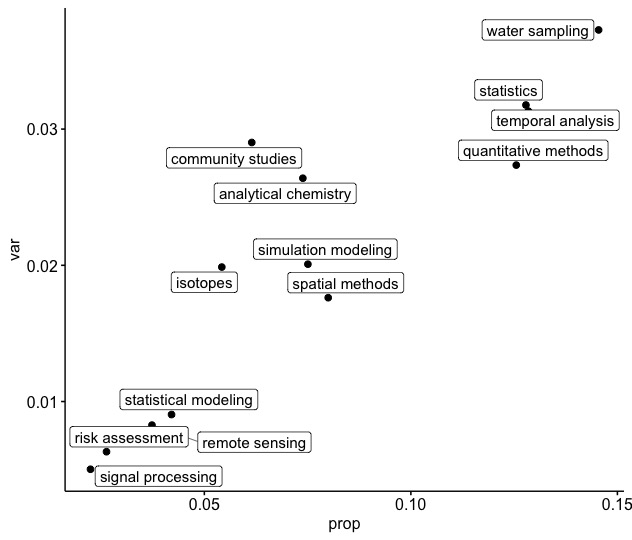 water sampling
statistics
temporal analysis
quantitative methods
community studies
analytical chemistry
simulation modeling
isotopes
spatial methods
statistical modeling
risk assessment
remote sensing
signal processing
0.03
0.02
0.01
var
0.05
0.10
0.15
prop